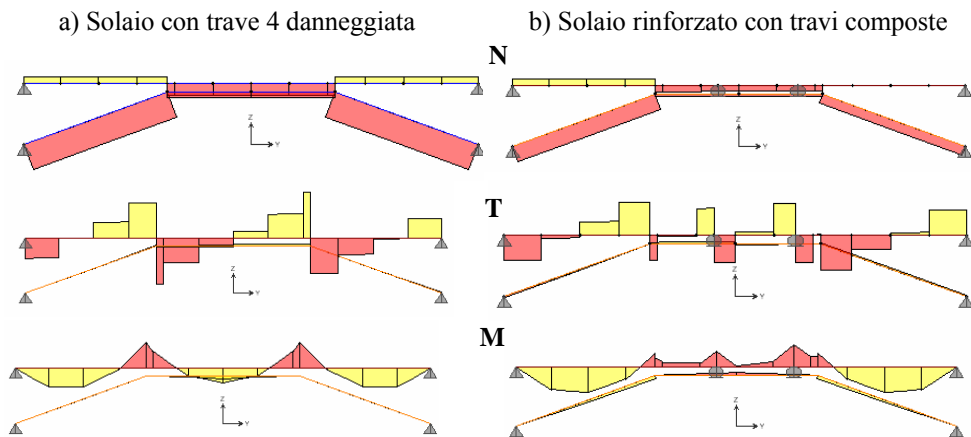 a) Solaio con trave 4 danneggiata
b) Solaio rinforzato con travi composte
N
Z
Y
Z
Y
T
Z
Y
Z
Y
M
Z
Y
Z
Y